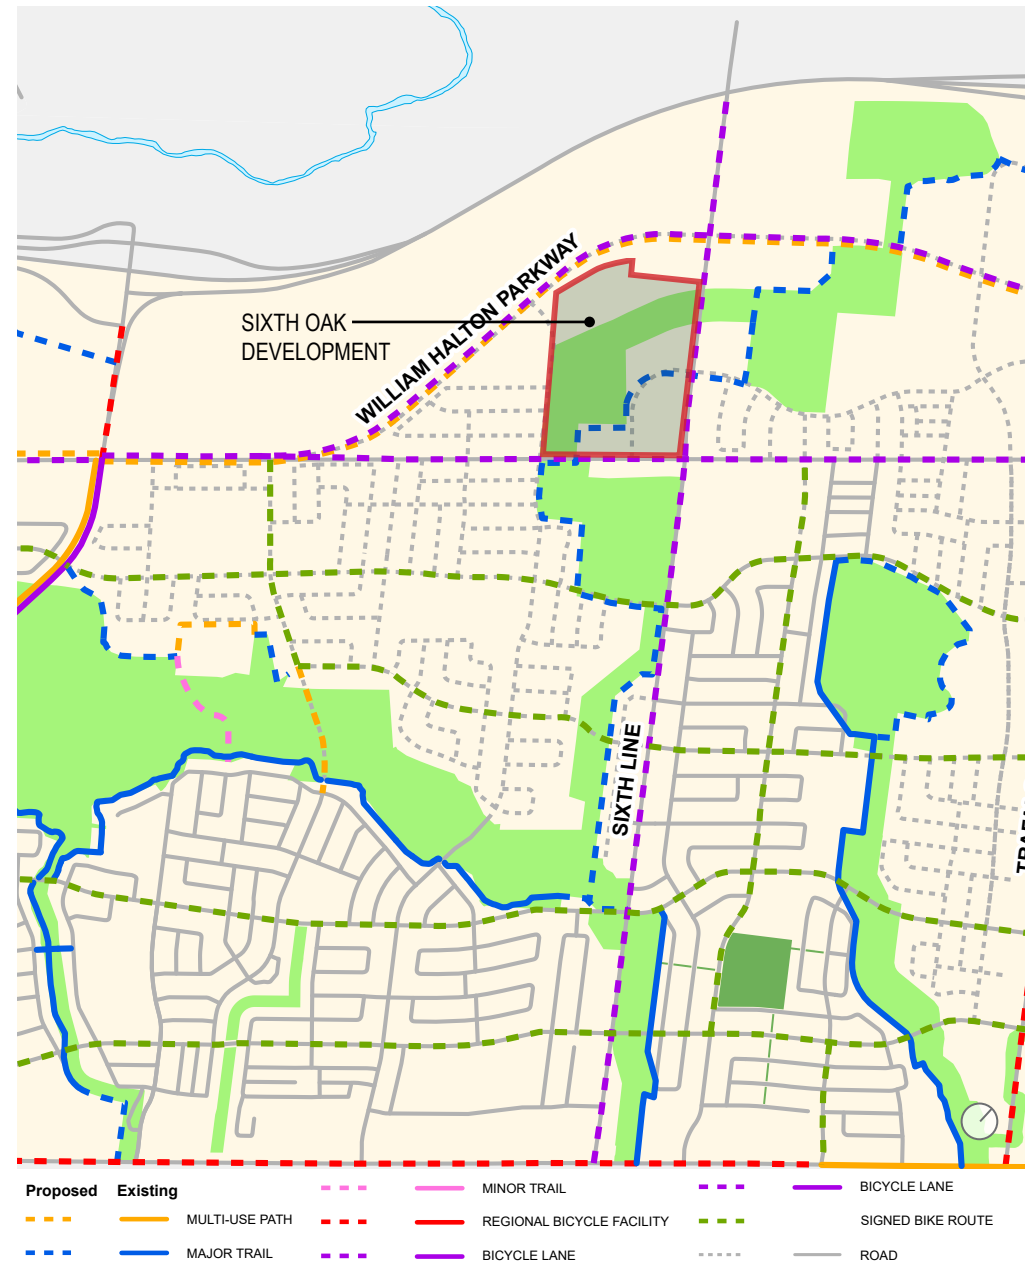 WILLIAM HALTON PARKWAY
SIXTH OAK
DEVELOPMENT
SIXTH LINE
Proposed Existing
MULTI-USE PATH
MAJOR TRAIL
MINOR TRAIL
REGIONAL BICYCLE FACILITY
BICYCLE LANE
BICYCLE LANE
SIGNED BIKE ROUTE
ROAD